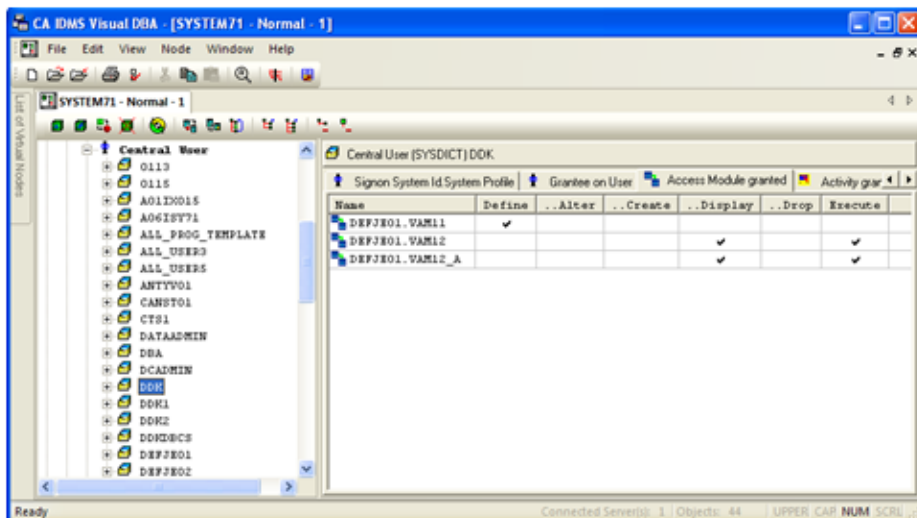 CA IDMS Visual DBA - [SYSTEM71 - Normal - 1]
File Edit View Node Window Help
List of Virtual Nodes
SYSTEM71 - Normal - 1
Central User
0113
0115
A01IX015
A06ISY71
ALL_PROG_TEMPLATE
ALL_USER3
ALL_USER5
ANTYV01
CANST01
CTS1
DATAADMIN
DBA
DCADMIN
DDK
DDK1
DDK2
DDKDBCS
DEFJE01
DEFJE02
Central User (SYSDICT) DDK
Signon System Id.System Profile Grantee on User Access Module granted Activity gran
Name Define ..Alter ..Create ..Display ..Drop Execute
DEFJE01.VAM11
DEFJE01.VAM12
DEFJE01.VAM12_A
Ready Connected Server(s): 1 Objects: 44 UPPER CAP NUM SCRL